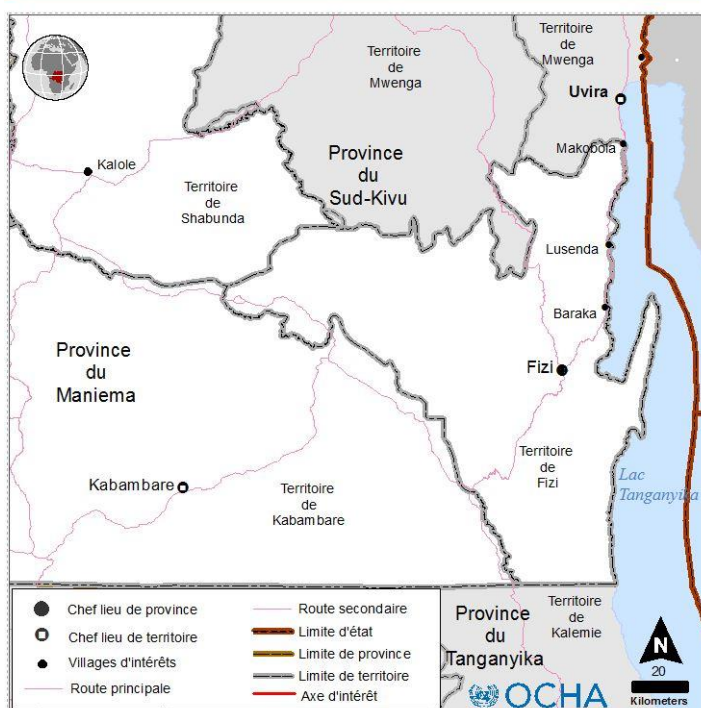 Territoire
de
Mwenga
Territoire
de
Mwenga
Uvira
Makobola
Kalole
Province
du
Sud-Kivu
Territoire
de
Shabunda
Lusenda
Baraka
Province
du
Maniema
Fizi
Territoire
de
Fizi
Lac
Tanganyika
Kabambare
Territoire
de
Kabambare
Chef lieu de province
Chef lieu de territoire
Villages d'intérêts
Route principale
Route secondaire
Limite d'état
Limite de province
Limite de territoire
Axe d'intérêt
Province
du
Tanganyika
Territoire
de
Kalemie
N
20
Kilometers
OCHA